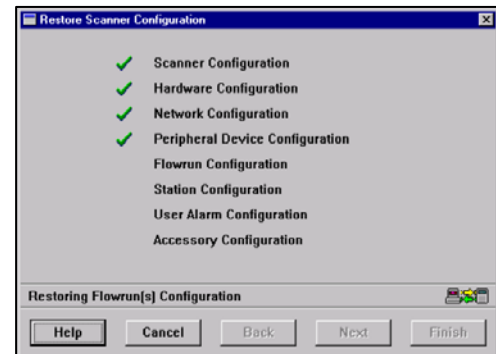 Restore Scanner Configuration
Scanner Configuration
Hardware Configuration
Network Configuration
Peripheral Device Configuration
Flowrun Configuration
Station Configuration
User Alarm Configuration
Accessory Configuration
Restoring Flowrun[s] Configuration
Help
Cancel
Back
Next
Finish